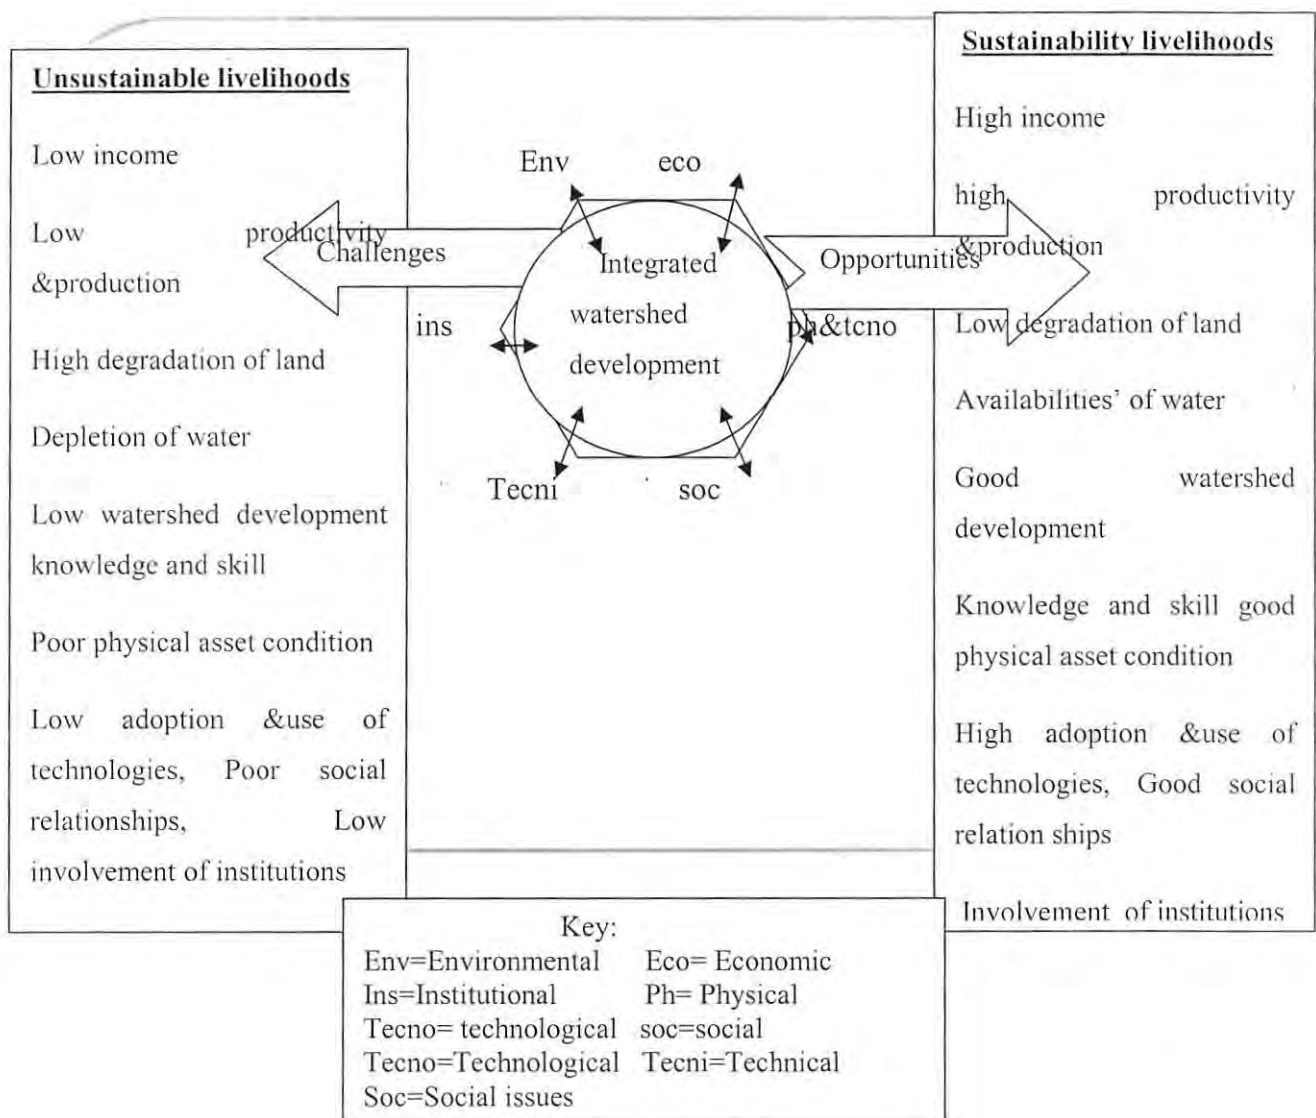 Unsustainable livelihoods
Low income
Low productivity
&production
High degradation of land
Depletion of water
Low watershed development
knowledge and skill
Poor physical asset condition
Low adoption &use of
technologies, Poor social
relationships, Low
involvement of institutions
Challenges
Env eco
ins
Integrated
watershed
development
ph&tcno
Tecni soc
Opportunities
Sustainability livelihoods
High income
high productivity
&production
Low degradation of land
Availabilities’ of water
Good watershed
development
Knowledge and skill good
physical asset condition
High adoption &use of
technologies, Good social
relation ships
Involvement of institutions
Key:
Env=Environmental Eco= Economic
Ins=Institutional Ph= Physical
Tecno= technological soc=social
Tecno=Technological Tecni=Technical
Soc=Social issues